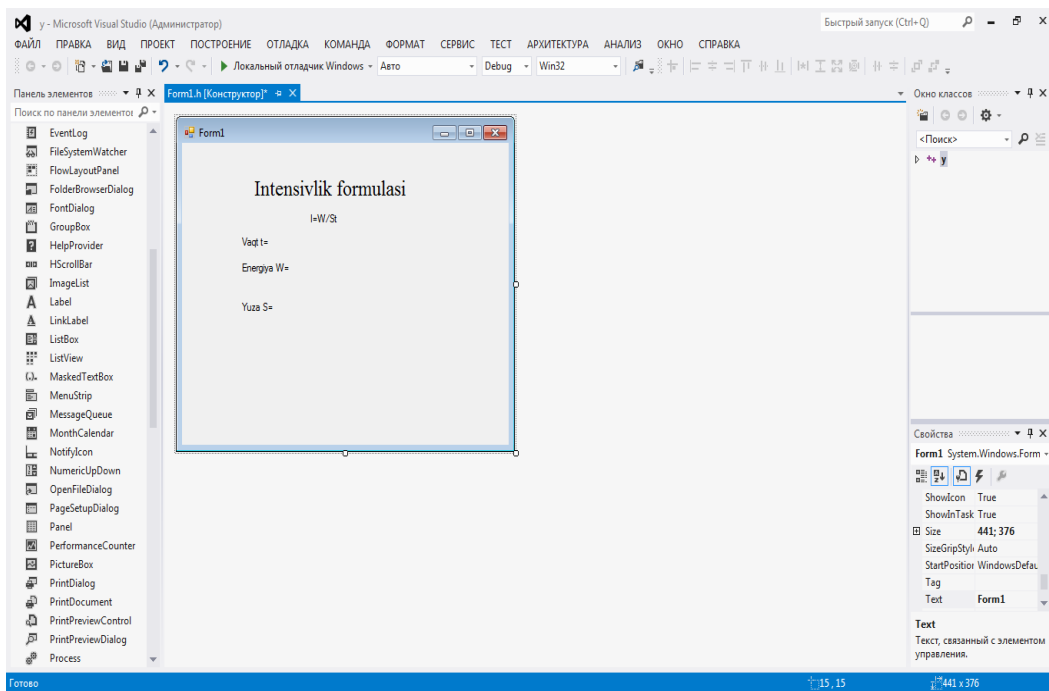 y - Microsoft Visual Studio (Администратор)
Быстрый запуск (Ctrl+Q)
ФАЙЛ ПРАВКА ВИД ПРОЕКТ ПОСТРОЕНИЕ ОТЛАДКА КОМАНДА ФОРМАТ СЕРВИС ТЕСТ АРХИТЕКТУРА АНАЛИЗ ОКНО СПРАВКА
Локальный отладчик Windows Авто Debug Win32
Панель элементов
Поиск по панели элементов
EventLog
FileSystemWatcher
FlowLayoutPanel
FolderBrowserDialog
FontDialog
GroupBox
HelpProvider
HScrollBar
ImageList
Label
LinkLabel
ListBox
ListView
MaskedTextBox
MenuStrip
MessageQueue
MonthCalendar
NotifyIcon
NumericUpDown
OpenFileDialog
PageSetupDialog
Panel
PerformanceCounter
PictureBox
PrintDialog
PrintDocument
PrintPreviewControl
PrintPreviewDialog
Process
Form1.h [Конструктор]*
Form1
Intensivlik formulasi
I=W/St
Vaqt t=
Energiya W=
Yuza S=
Окно классов
<Поиск>
y
Свойства
Form1 System.Windows.Form
ShowIcon True
ShowInTask True
Size 441; 376
SizeGripStyle Auto
StartPosition WindowsDefau
Tag
Text Form1
Text
Текст, связанный с элементом
управления.
Готово 15 , 15 441 x 376